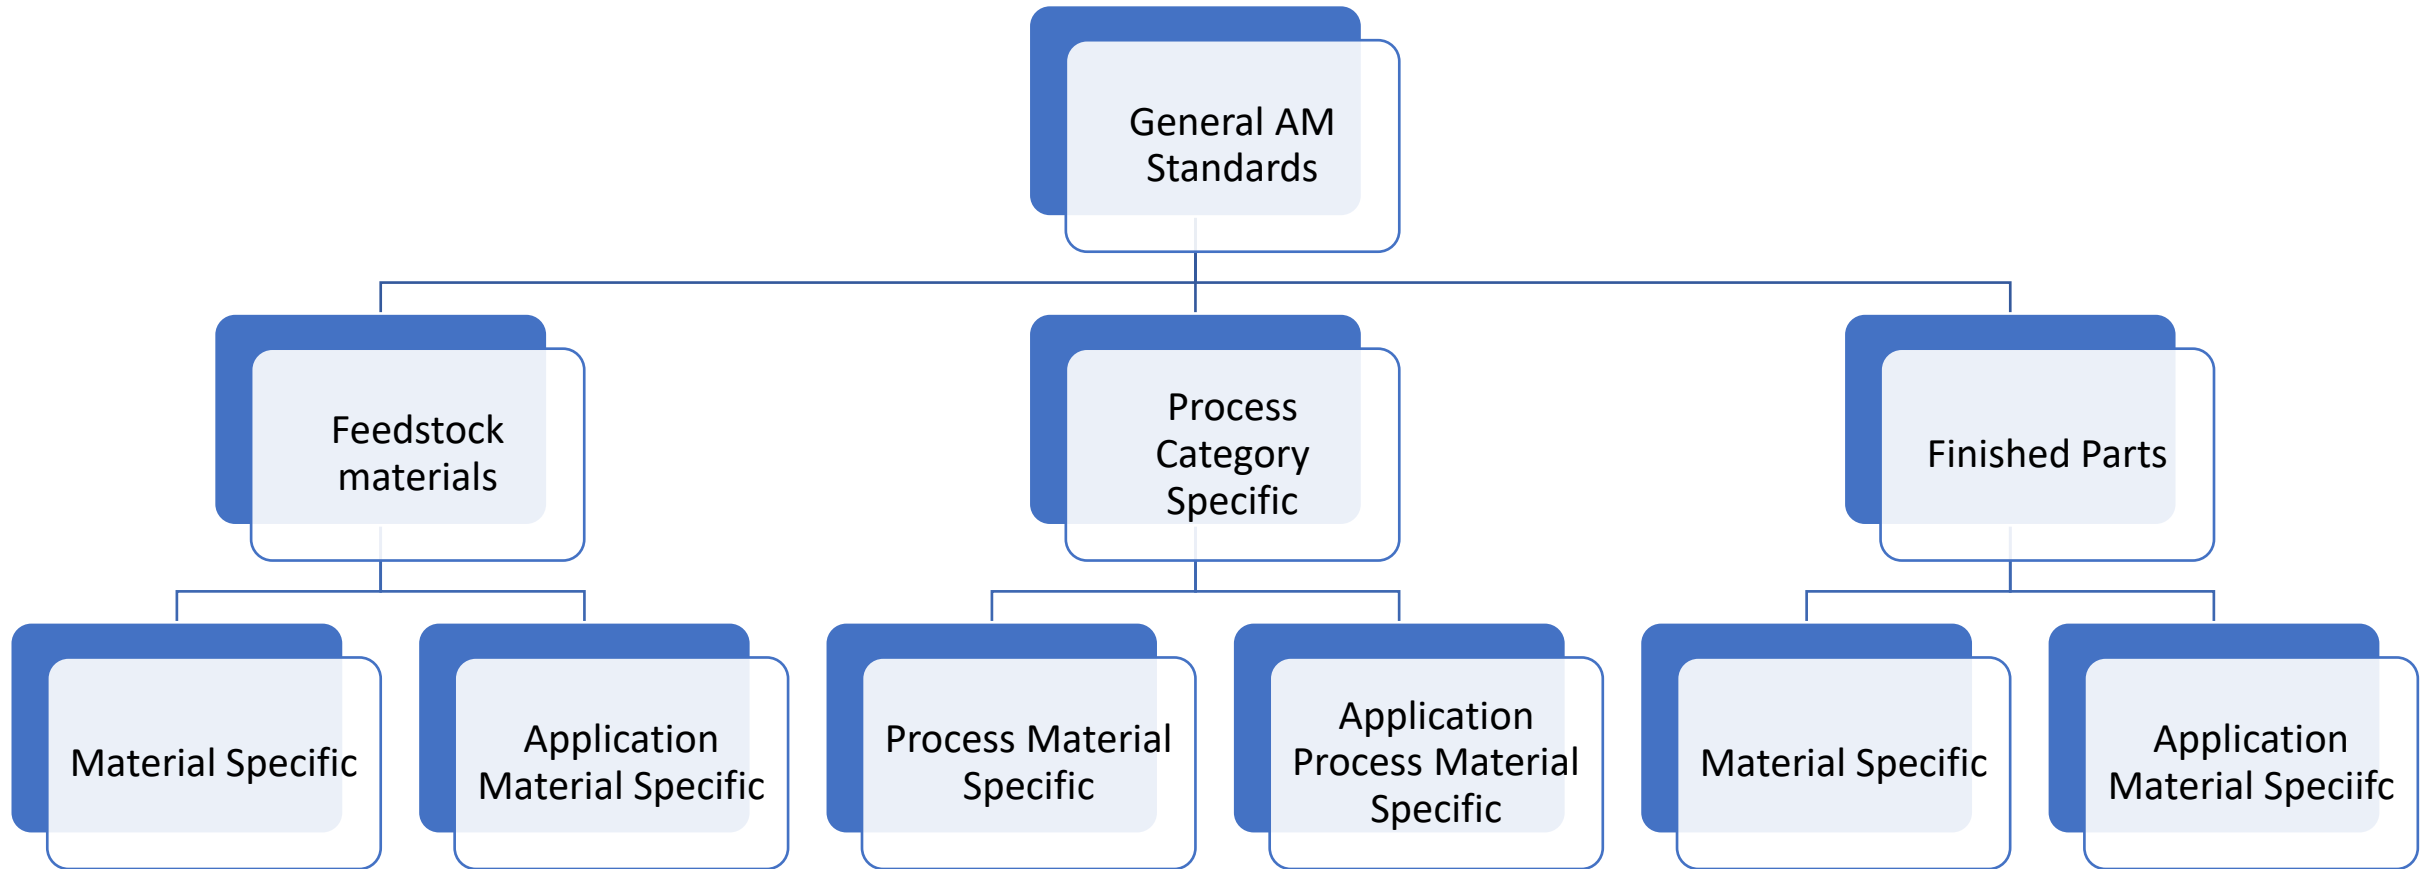 General AM
Standards
Feedstock
materials
Process
Category
Specific
Finished Parts
Material Specific
Application
Material Specific
Process Material
Specific
Application
Process Material
Specific
Material Specific
Application
Material Speciifc